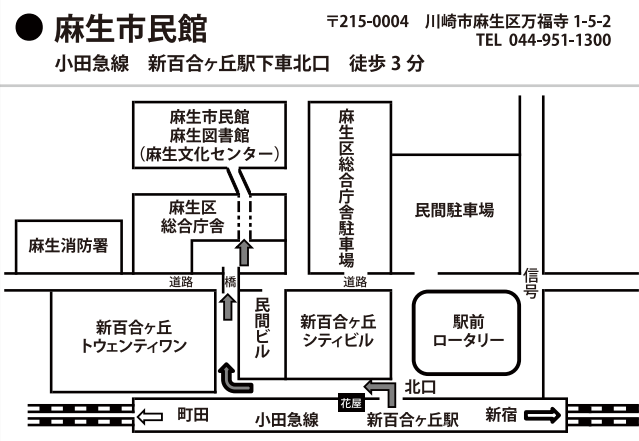 ● 麻生市民館
〒215-0004 川崎市麻生区万福寺 1-5-2
TEL 044-951-1300
小田急線 新百合ヶ丘駅下車北口 徒歩 3 分
麻生市民館
麻生図書館
（麻生文化センター）
麻生区総合庁舎駐車場
民間駐車場
麻生区
総合庁舎
麻生消防署
道路
橋
道路
信号
新百合ヶ丘
トウェンティワン
民間ビル
新百合ヶ丘
シティビル
駅前
ロータリー
北口
花屋
町田
小田急線
新百合ヶ丘駅
新宿